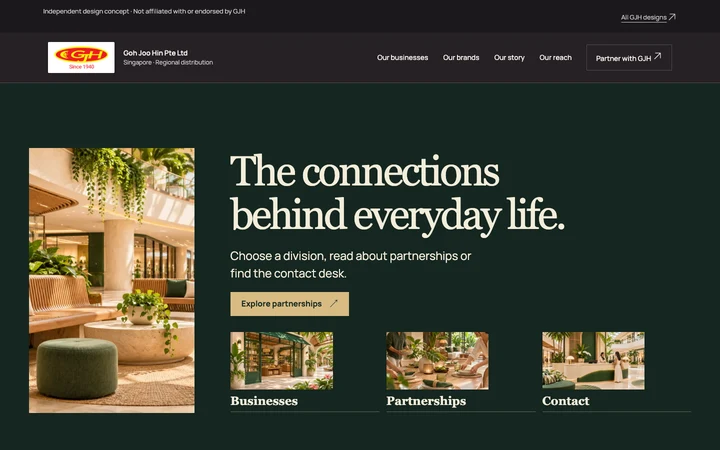 Independent design concept · Not affiliated with or endorsed by GJH
All GJH designs
GJH
Since 1940
Goh Joo Hin Pte Ltd
Singapore · Regional distribution
Our businesses
Our brands
Our story
Our reach
Partner with GJH
The connections
behind everyday life.
Choose a division, read about partnerships or
find the contact desk.
Explore partnerships
Businesses
Partnerships
Contact